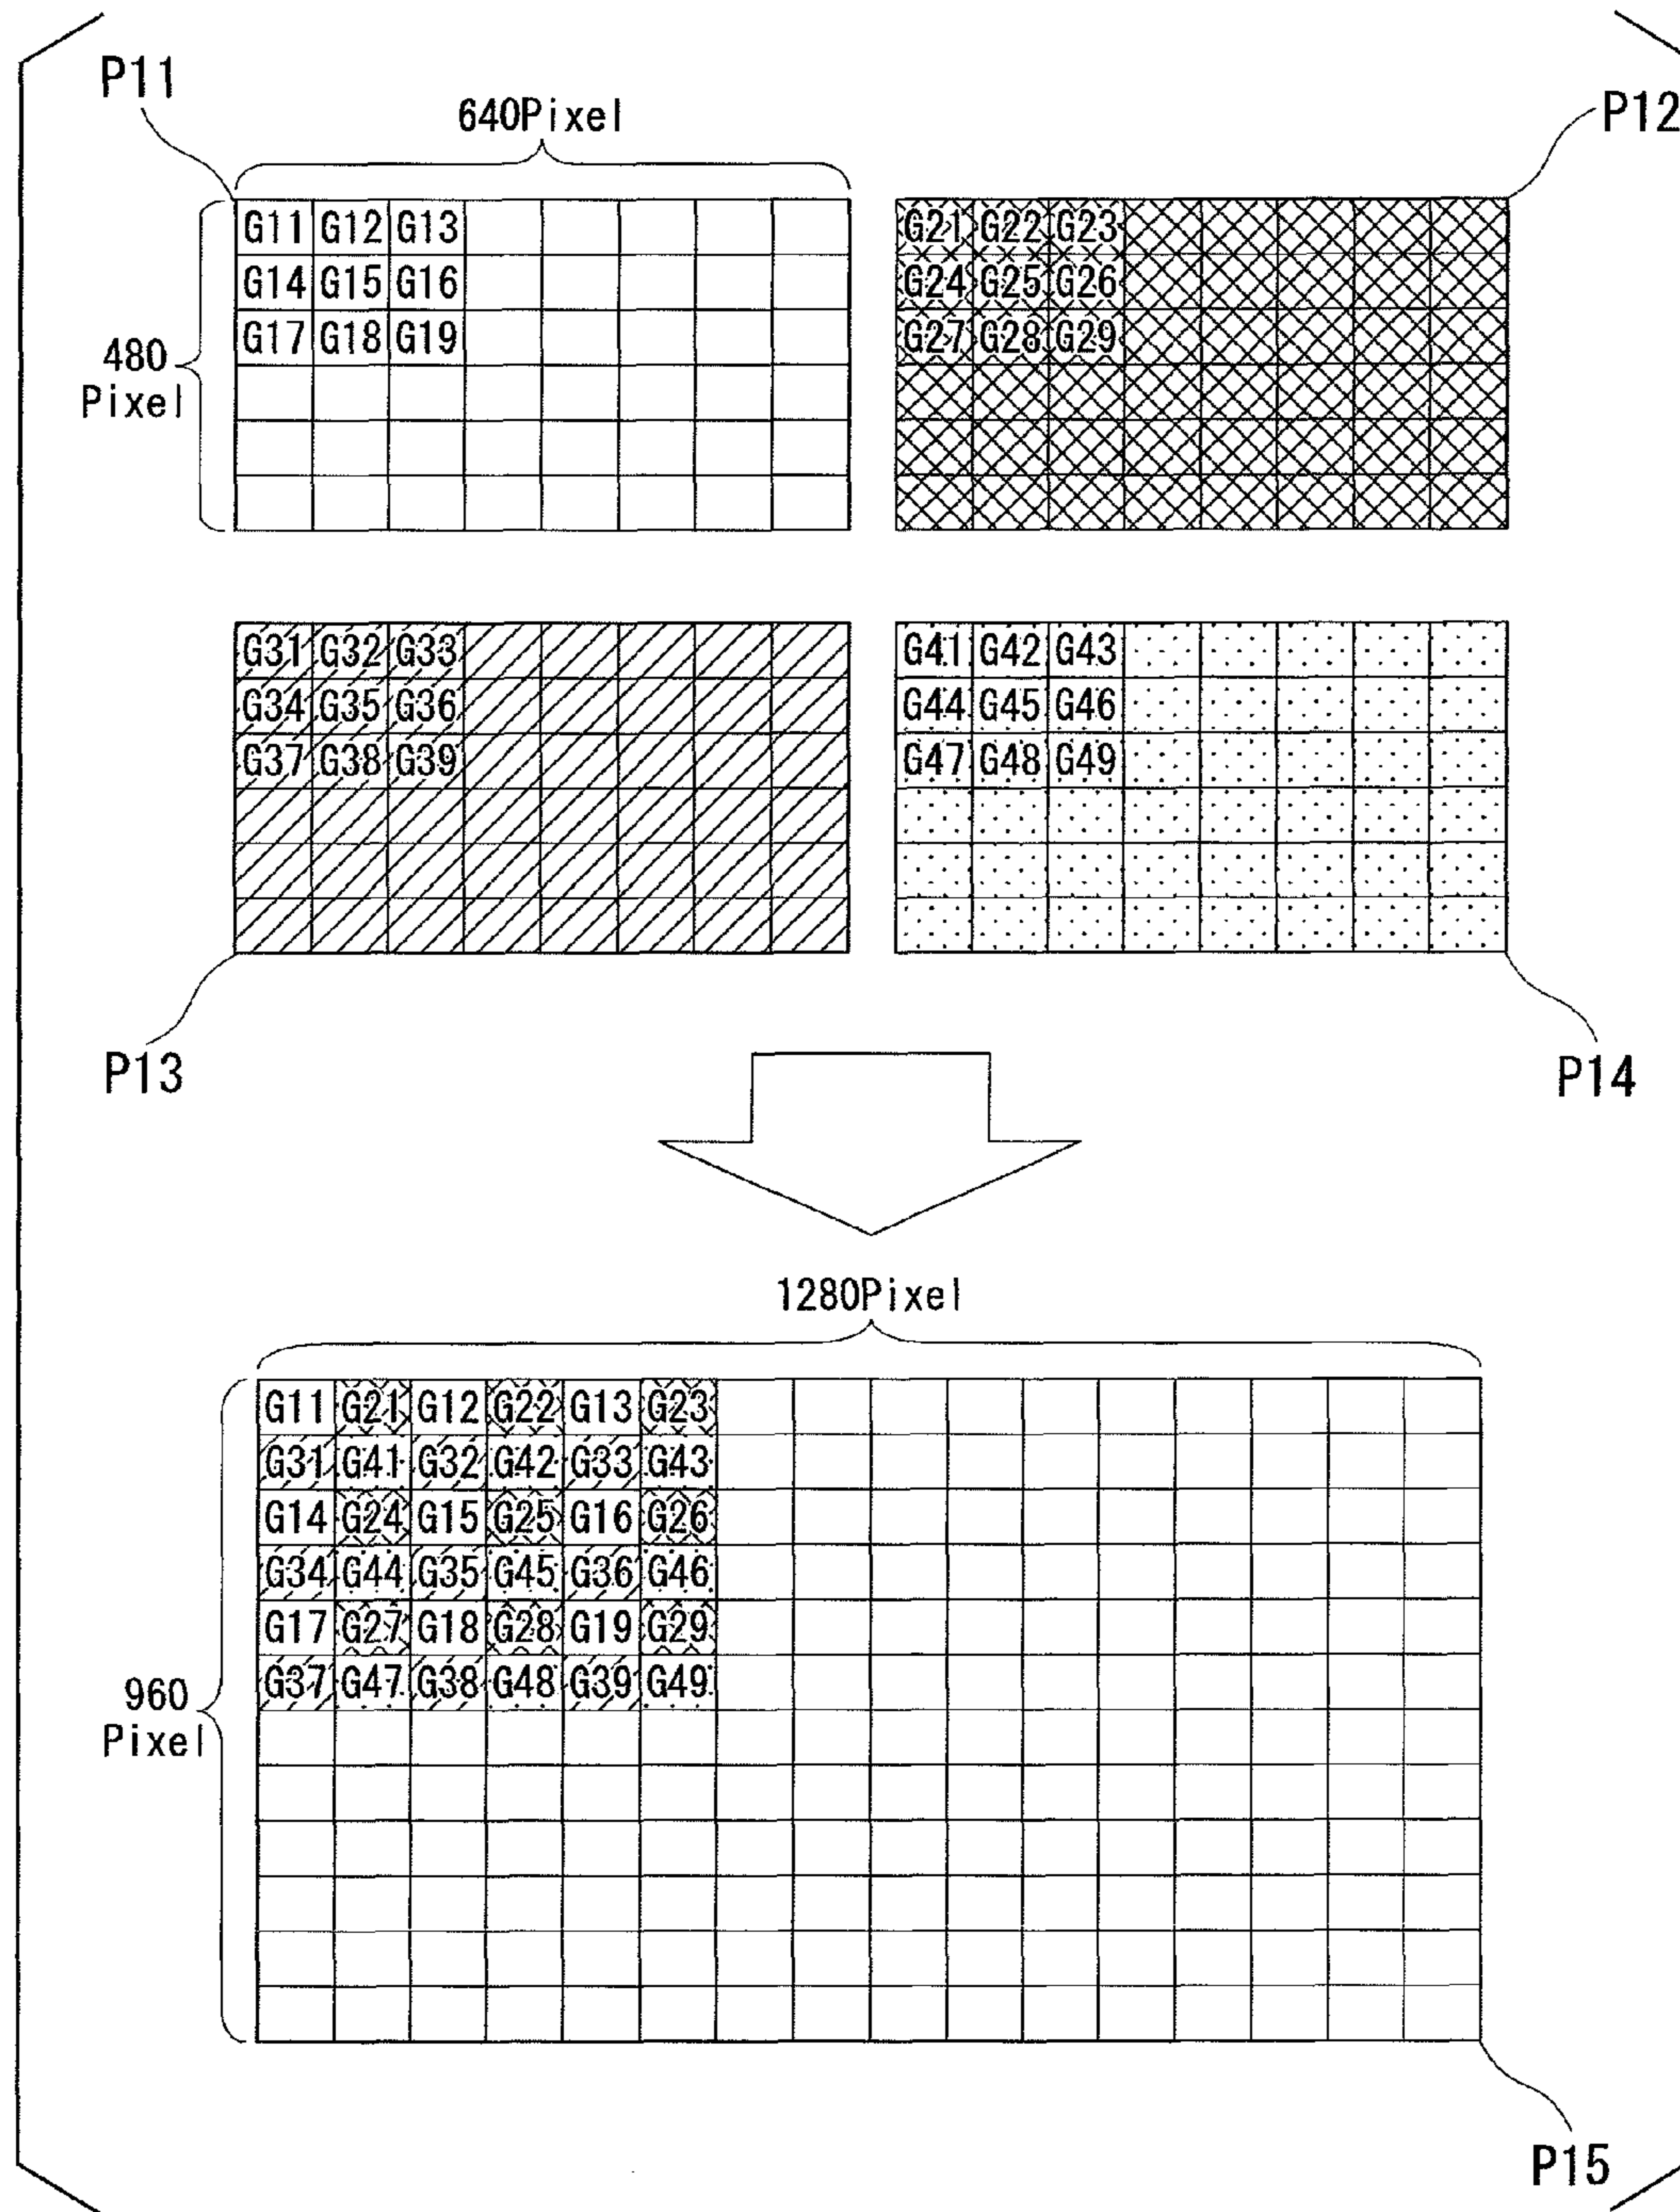 P11
640Pixel
P12
G11 G12 G13
G14 G15 G16
G17 G18 G19
480
Pixel
G21 G22 G23
G24 G25 G26
G27 G28 G29
G31 G32 G33
G34 G35 G36
G37 G38 G39
G41 G42 G43
G44 G45 G46
G47 G48 G49
P13
P14
1280Pixel
G11 G21 G12 G22 G13 G23
G31 G41 G32 G42 G33 G43
G14 G24 G15 G25 G16 G26
G34 G44 G35 G45 G36 G46
G17 G27 G18 G28 G19 G29
G37 G47 G38 G48 G39 G49
960
Pixel
P15